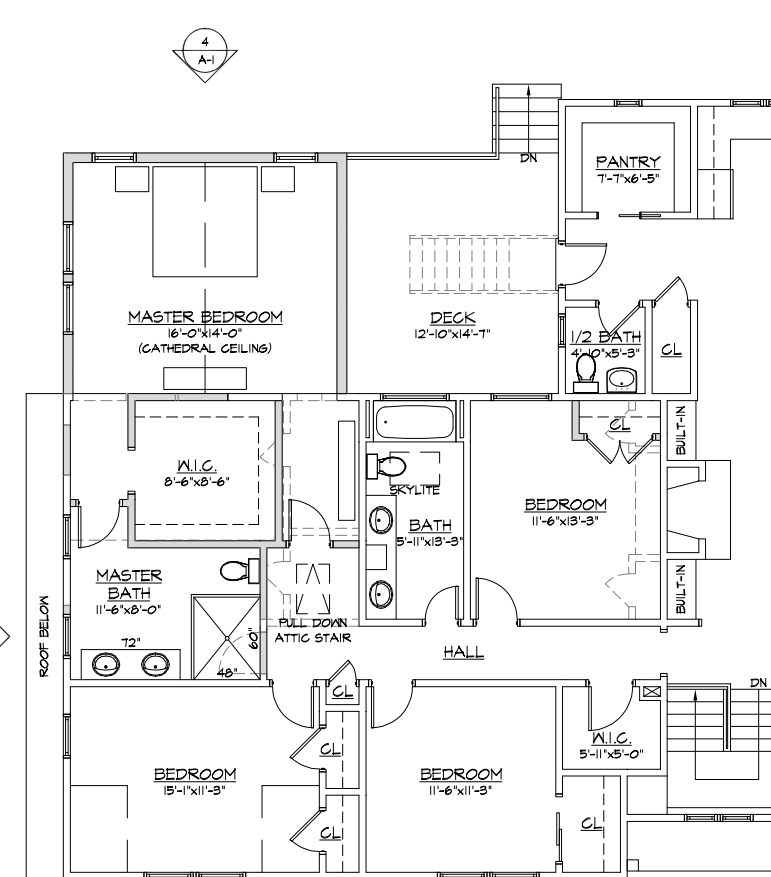 4
A-1
DN
PANTRY
7'-7"x6'-5"
MASTER BEDROOM
16'-0"x14'-0"
(CATHEDRAL CEILING)
DECK
12'-10"x14'-7"
1/2 BATH
4'-10"x5'-3"
CL
CL
BUILT-IN
W.I.C.
8'-6"x8'-6"
SKYLITE
BEDROOM
11'-6"x13'-3"
BATH
5'-11"x13'-3"
MASTER
BATH
11'-6"x8'-0"
BUILT-IN
ROOF BELOW
PULL DOWN
ATTIC STAIR
72"
60"
48"
HALL
CL
DN
W.I.C.
5'-11"x5'-0"
CL
BEDROOM
15'-1"x11'-3"
BEDROOM
11'-6"x11'-3"
CL
CL